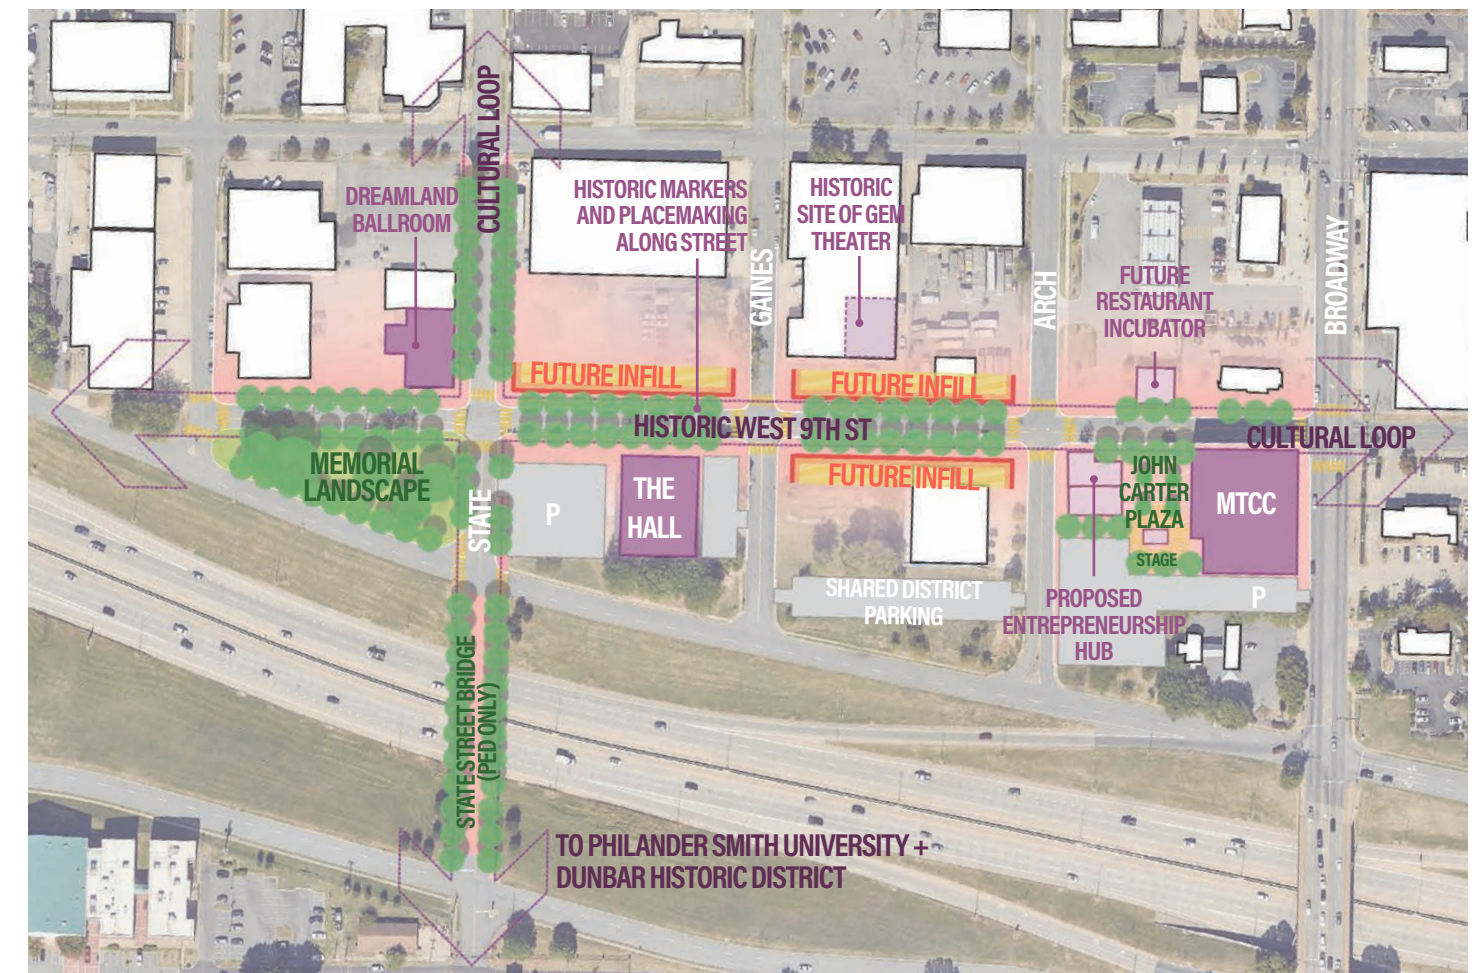 CULTURAL LOOP
DREAMLAND
BALLROOM
HISTORIC MARKERS
AND PLACEMAKING
ALONG STREET
HISTORIC
SITE OF GEM
THEATER
GAINES
ARCH
FUTURE
RESTAURANT
INCUBATOR
BROADWAY
FUTURE INFILL
FUTURE INFILL
HISTORIC WEST 9TH ST
CULTURAL LOOP
MEMORIAL
LANDSCAPE
STATE
P
THE
HALL
FUTURE INFILL
JOHN
CARTER
PLAZA
MTCC
STAGE
SHARED DISTRICT
PARKING
PROPOSED
ENTREPRENEURSHIP
HUB
P
STATE STREET BRIDGE
(PED ONLY)
TO PHILANDER SMITH UNIVERSITY +
DUNBAR HISTORIC DISTRICT